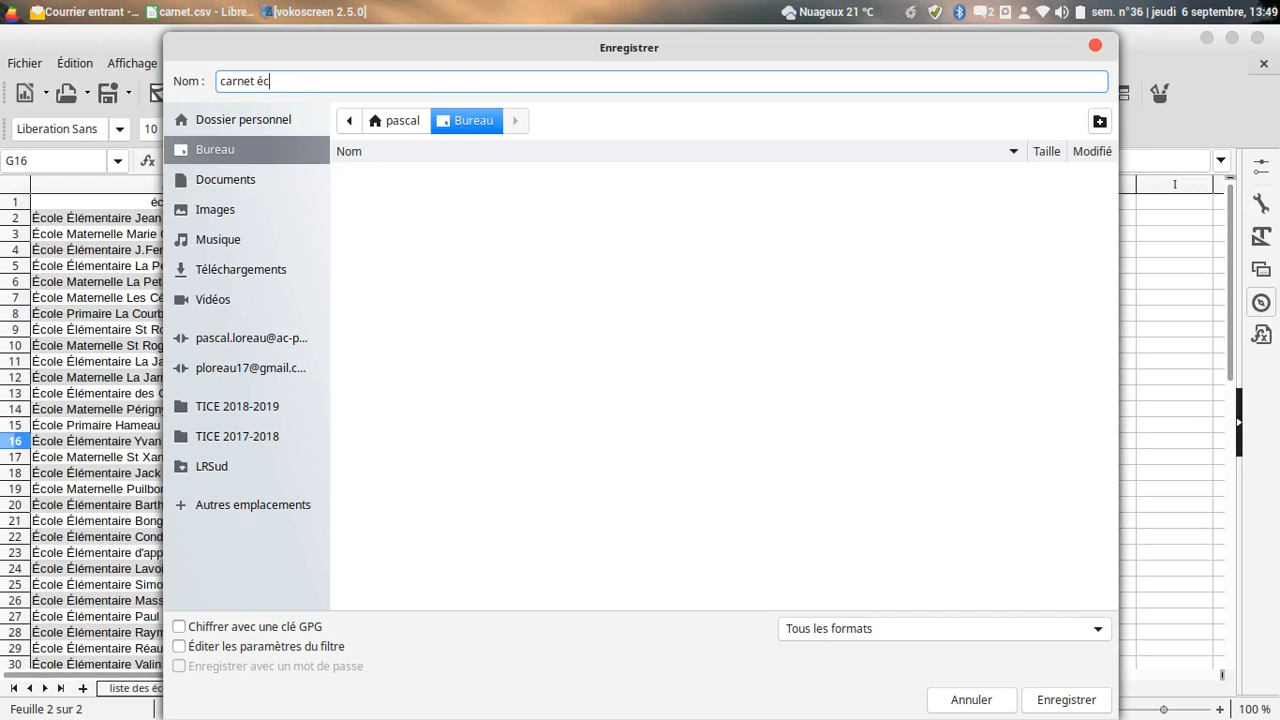 Courrier entrant -...
carnet.csv - Libre...
[vokoscreen 2.5.0]
Nuageux 21 °C
2
sem. n°36 | jeudi 6 septembre, 13:49
Enregistrer
Fichier Édition Affichage
Nom : carnet éc
Liberation Sans 10
G16
Dossier personnel
Bureau
Documents
Images
Musique
Téléchargements
Vidéos
pascal.loreau@ac-p...
ploreau17@gmail.c...
TICE 2018-2019
TICE 2017-2018
LRSud
Autres emplacements
pascal Bureau
Nom Taille Modifié
I
1 éc
2 École Élémentaire Jean
3 École Maternelle Marie
4 École Élémentaire J.Fer
5 École Élémentaire La Pe
6 École Maternelle La Peti
7 École Maternelle Les Cé
8 École Primaire La Courb
9 École Élémentaire St Ro
10 École Maternelle St Rog
11 École Élémentaire La Ja
12 École Maternelle La Jarr
13 École Élémentaire des C
14 École Maternelle Périgny
15 École Primaire Hameau
16 École Élémentaire Yvan
17 École Maternelle St Xan
18 École Élémentaire Jack
19 École Maternelle Puilbor
20 École Élémentaire Barth
21 École Élémentaire Bong
22 École Élémentaire Cond
23 École Élémentaire d'app
24 École Élémentaire Lavoi
25 École Élémentaire Simo
26 École Élémentaire Mass
27 École Élémentaire Paul
28 École Élémentaire Raym
29 École Élémentaire Réau
30 École Élémentaire Valin
Chiffrer avec une clé GPG
Éditer les paramètres du filtre
Enregistrer avec un mot de passe
Tous les formats
Annuler Enregistrer
liste des éc
Feuille 2 sur 2
100 %